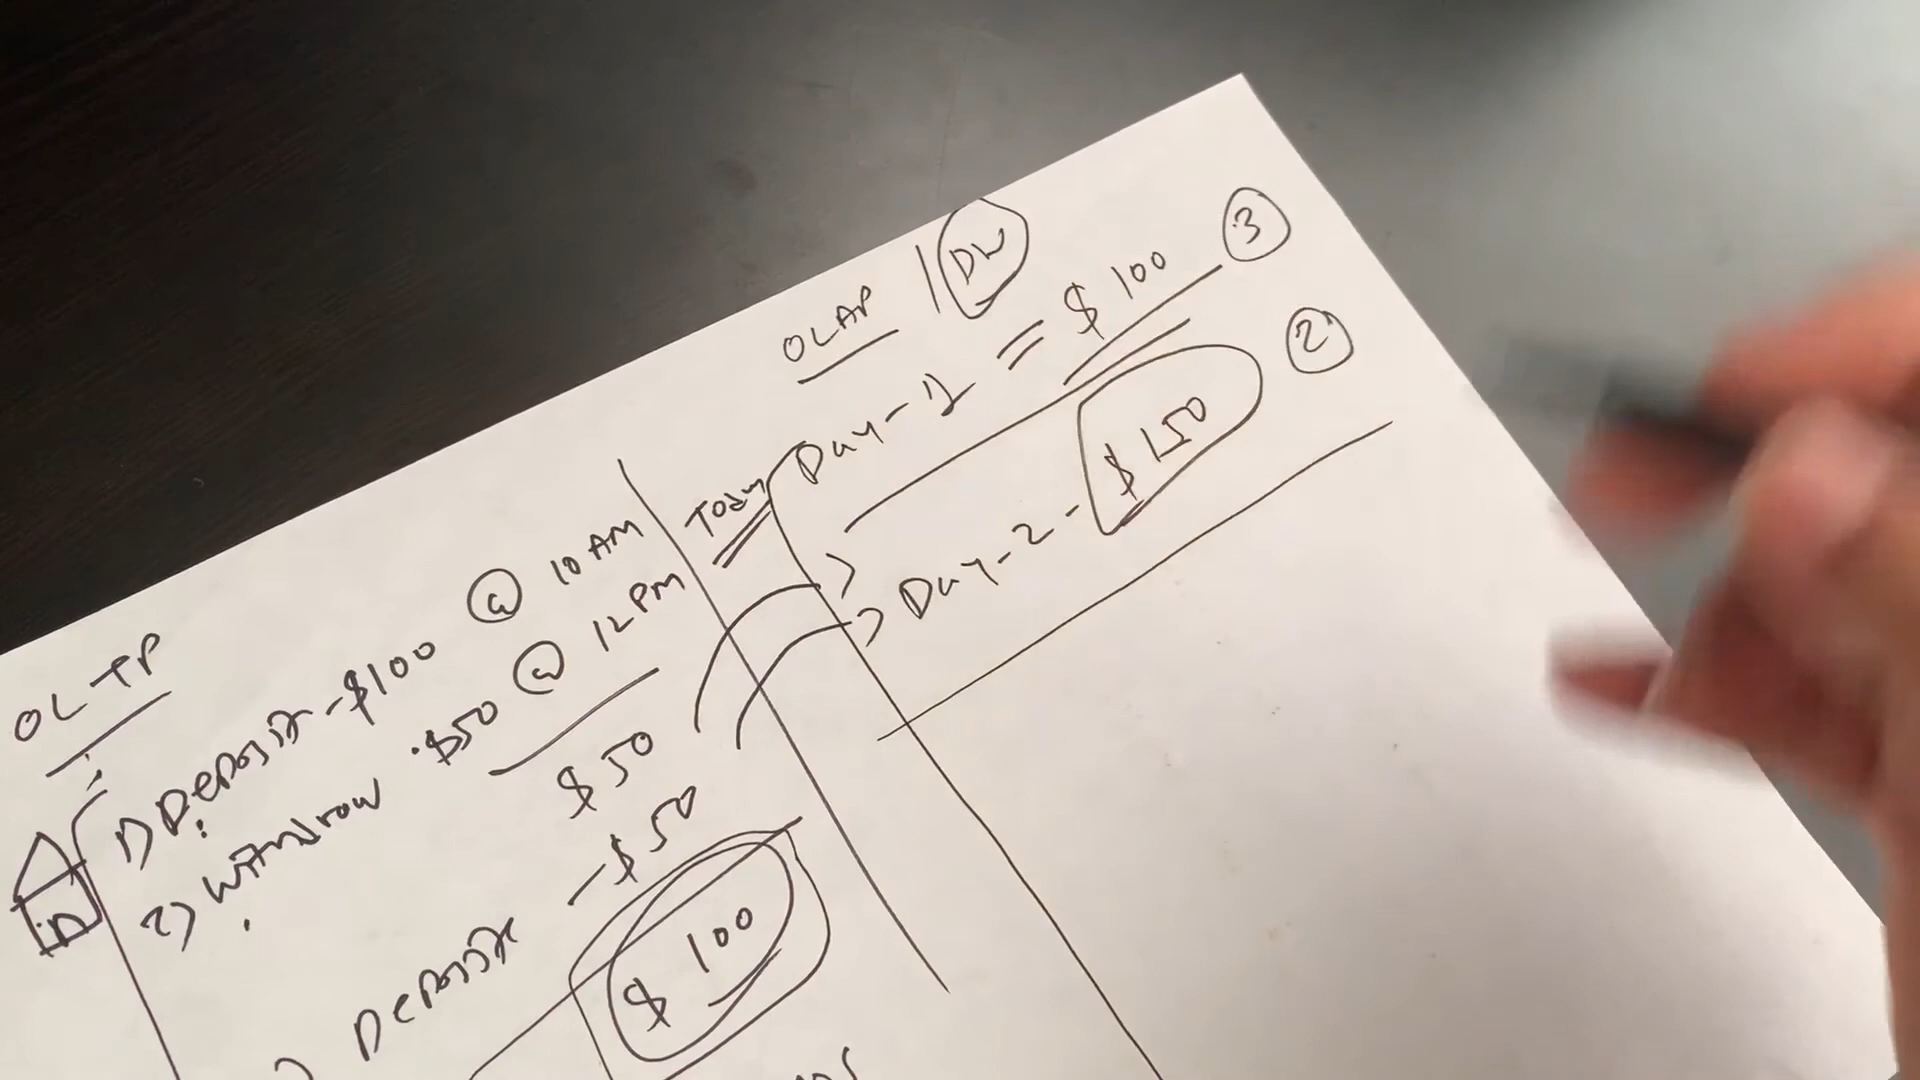 OLTP
1) Deposit - $100 @ 10 AM
2) Withdrow $50 @ 12 PM
$50
Deposit - $50
$100
OLAP | DW
Today Day-1 = $100 3
Day-2 - $150 2